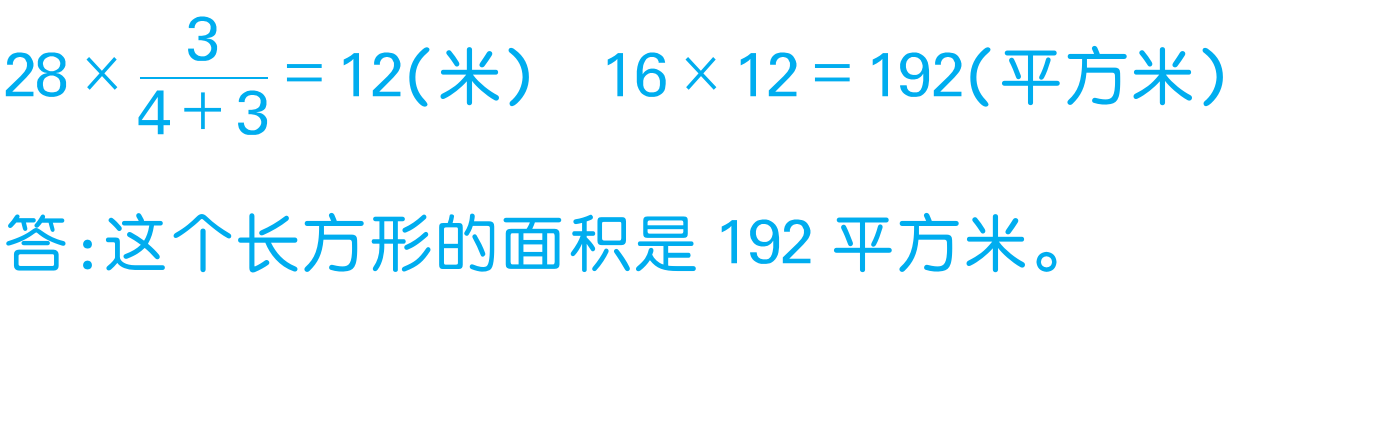 28 × 3/(4+3) = 12(米) 16 × 12 = 192(平方米)
答:这个长方形的面积是 192 平方米。